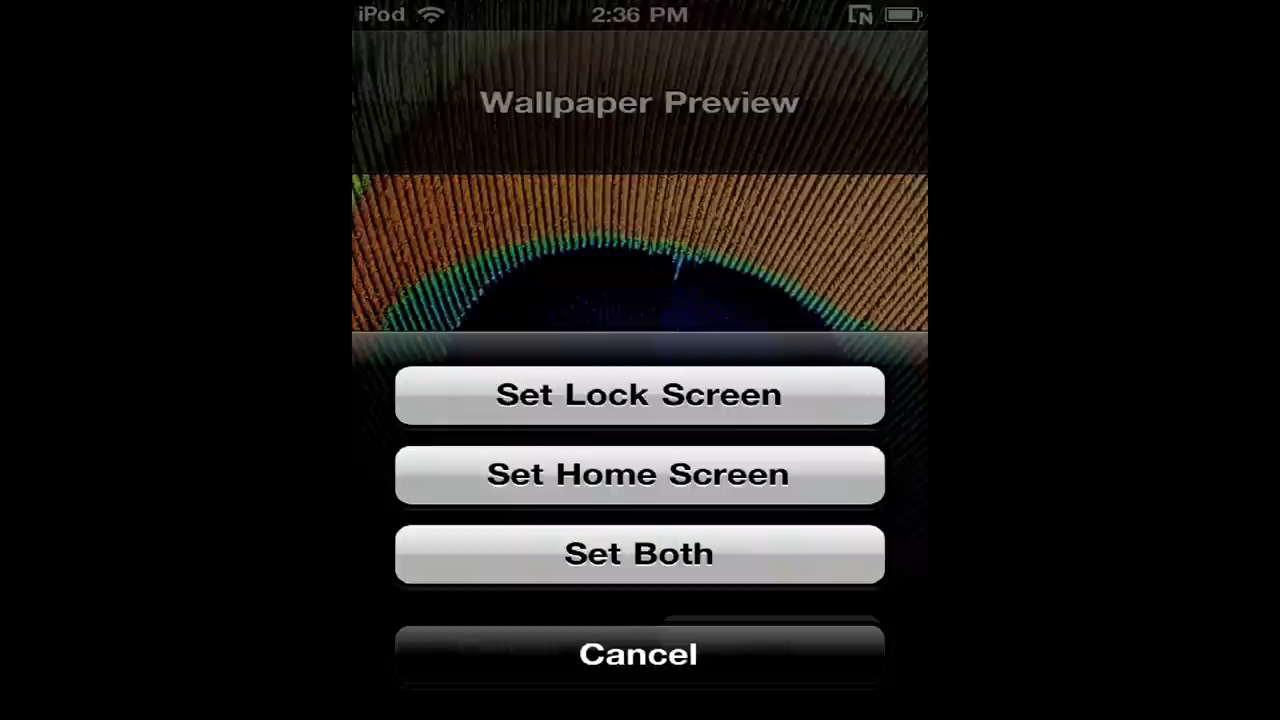 iPod 2:36 PM
Wallpaper Preview
Set Lock Screen
Set Home Screen
Set Both
Cancel